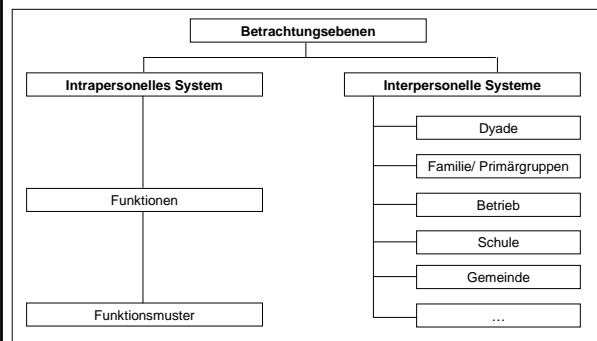 Betrachtungsebenen
Intrapersonelles System
Funktionen
Funktionsmuster
Interpersonelle Systeme
Dyade
Familie/ Primärgruppen
Betrieb
Schule
Gemeinde
…